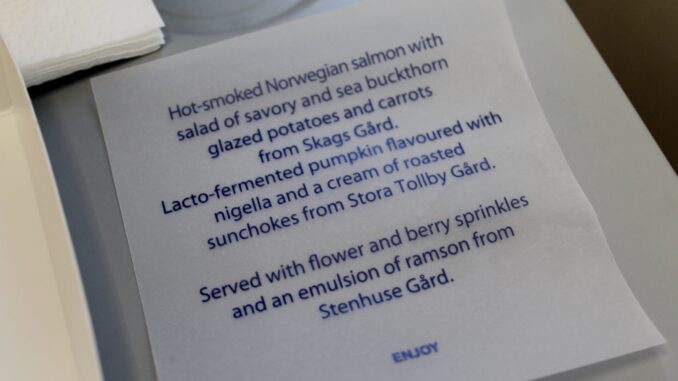 Hot-smoked Norwegian salmon with
salad of savory and sea buckthorn
glazed potatoes and carrots
from Skags Gård.
Lacto-fermented pumpkin flavoured with
nigella and a cream of roasted
sunchokes from Stora Tollby Gård.
Served with flower and berry sprinkles
and an emulsion of ramson from
Stenhuse Gård.
ENJOY